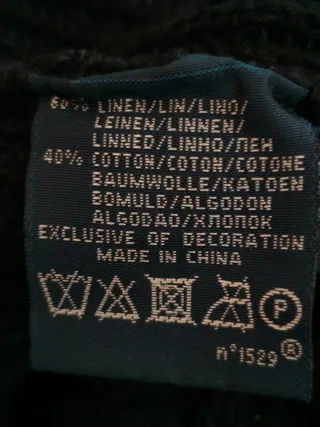 60% LINEN/LIN/LINO/
LEINEN/LINNEN/
LINNED/LINHO/ЛЕН
40% COTTON/COTON/COTONE
BAUMWOLLE/KATOEN
BOMULD/ALGODON
ALGODAO/ХЛОПОК
EXCLUSIVE OF DECORATION
MADE IN CHINA
P
n°1529®